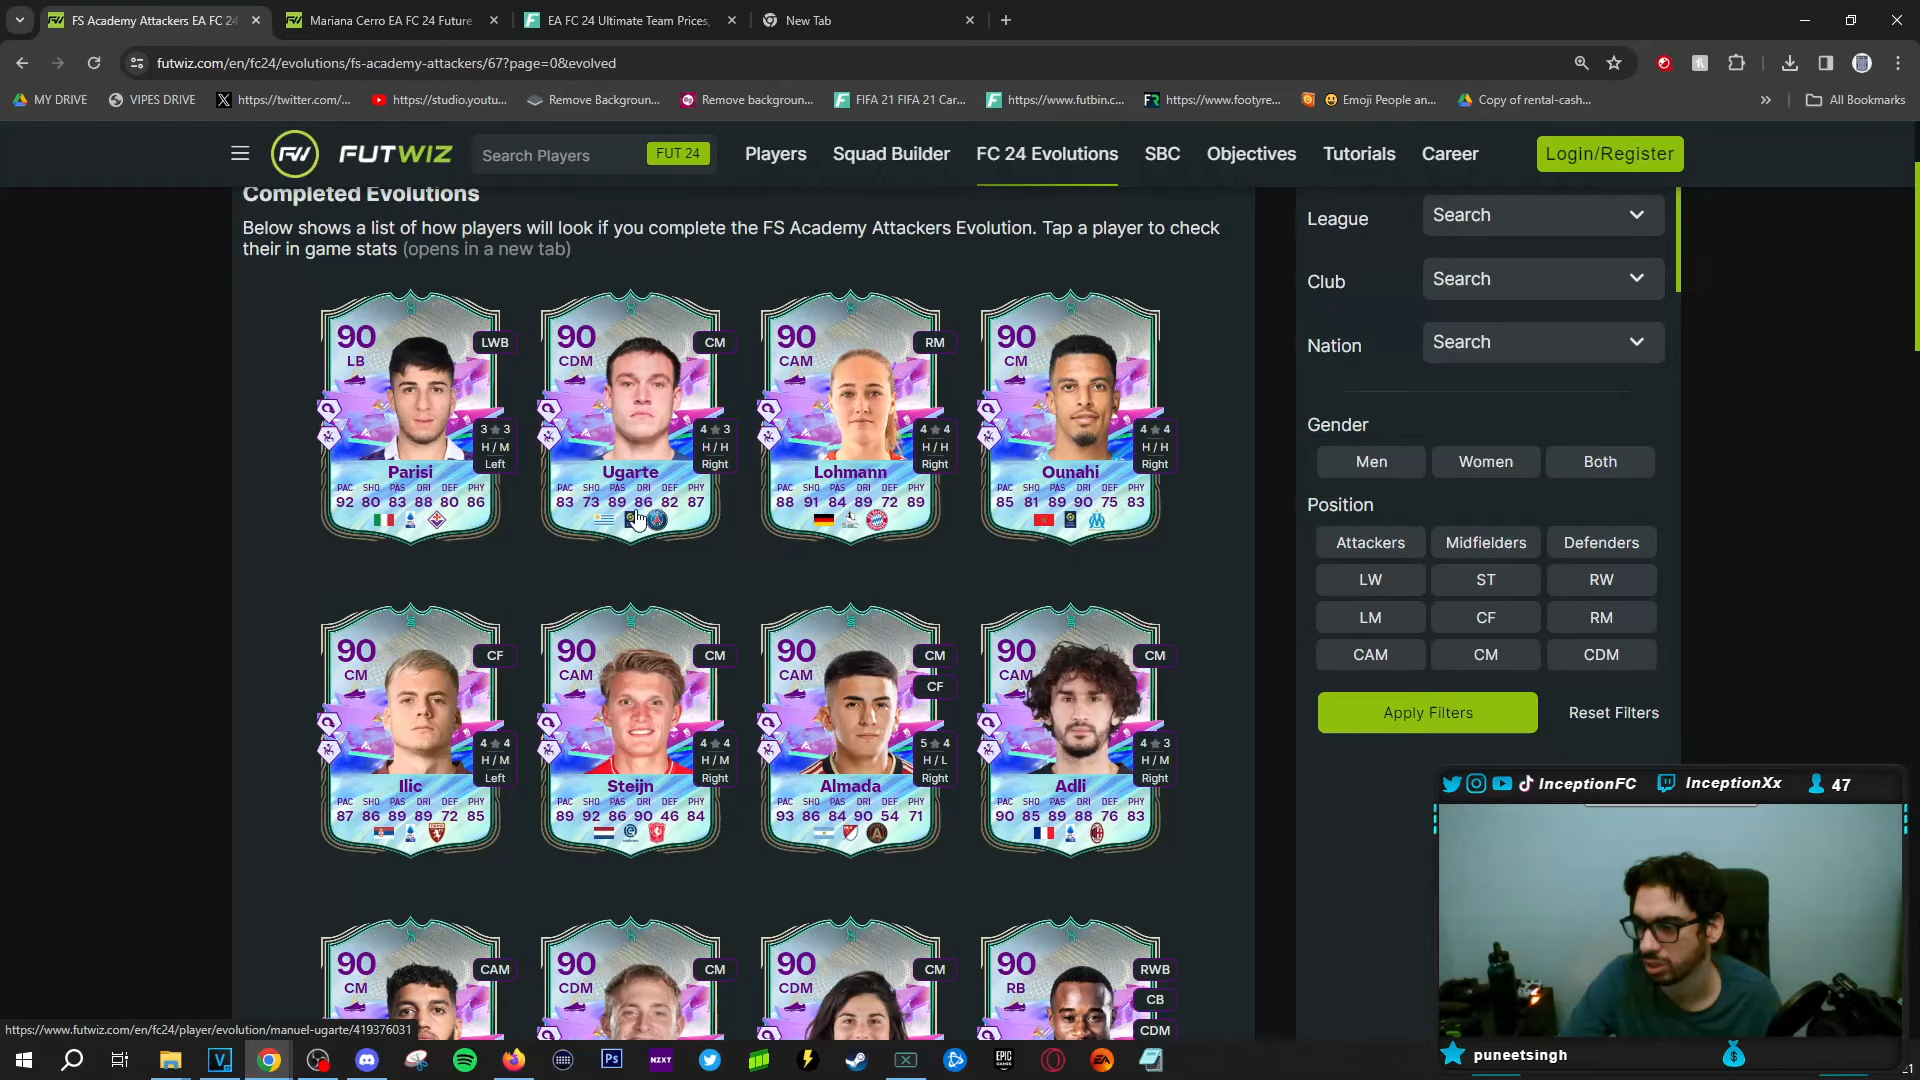 FS Academy Attackers EA FC 24
Mariana Cerro EA FC 24 Future
EA FC 24 Ultimate Team Prices,
New Tab
futwiz.com/en/fc24/evolutions/fs-academy-attackers/67?page=0&evolved
MY DRIVE
VIPES DRIVE
https://twitter.com/...
https://studio.youtu...
Remove Backgroun...
Remove backgroun...
FIFA 21 FIFA 21 Car...
https://www.futbin.c...
https://www.footyre...
Emoji People an...
Copy of rental-cash...
All Bookmarks
FW FUTWIZ
Search Players
FUT 24
Players
Squad Builder
FC 24 Evolutions
SBC
Objectives
Tutorials
Career
Login/Register
Completed Evolutions
Below shows a list of how players will look if you complete the FS Academy Attackers Evolution. Tap a player to check
their in game stats (opens in a new tab)
90 LB LWB
3 ★ 3
H / M
Left
Parisi
PAC SHO PAS DRI DEF PHY
92 80 83 88 80 86
90 CDM CM
4 ★ 3
H / H
Right
Ugarte
PAC SHO PAS DRI DEF PHY
83 73 89 86 82 87
90 CAM RM
4 ★ 4
H / H
Right
Lohmann
PAC SHO PAS DRI DEF PHY
88 91 84 89 72 89
90 CM
4 ★ 4
H / H
Right
Ounahi
PAC SHO PAS DRI DEF PHY
85 81 89 90 75 83
90 CM CF
4 ★ 4
H / M
Left
Ilic
PAC SHO PAS DRI DEF PHY
87 86 89 89 72 85
90 CAM CM
4 ★ 4
H / M
Right
Steijn
PAC SHO PAS DRI DEF PHY
89 92 86 90 46 84
90 CAM CM CF
5 ★ 4
H / L
Right
Almada
PAC SHO PAS DRI DEF PHY
93 86 84 90 54 71
90 CAM CM
4 ★ 3
H / M
Right
Adli
PAC SHO PAS DRI DEF PHY
90 85 89 88 76 83
90 CM CAM
90 CDM CM
90 CDM CM
90 RB RWB CB CDM
League Search
Club Search
Nation Search
Gender
Men Women Both
Position
Attackers Midfielders Defenders
LW ST RW
LM CF RM
CAM CM CDM
Apply Filters Reset Filters
InceptionFC InceptionXx 47
puneetsingh
https://www.futwiz.com/en/fc24/player/evolution/manuel-ugarte/419376031
Ps
NZXT
EPIC GAMES
EA